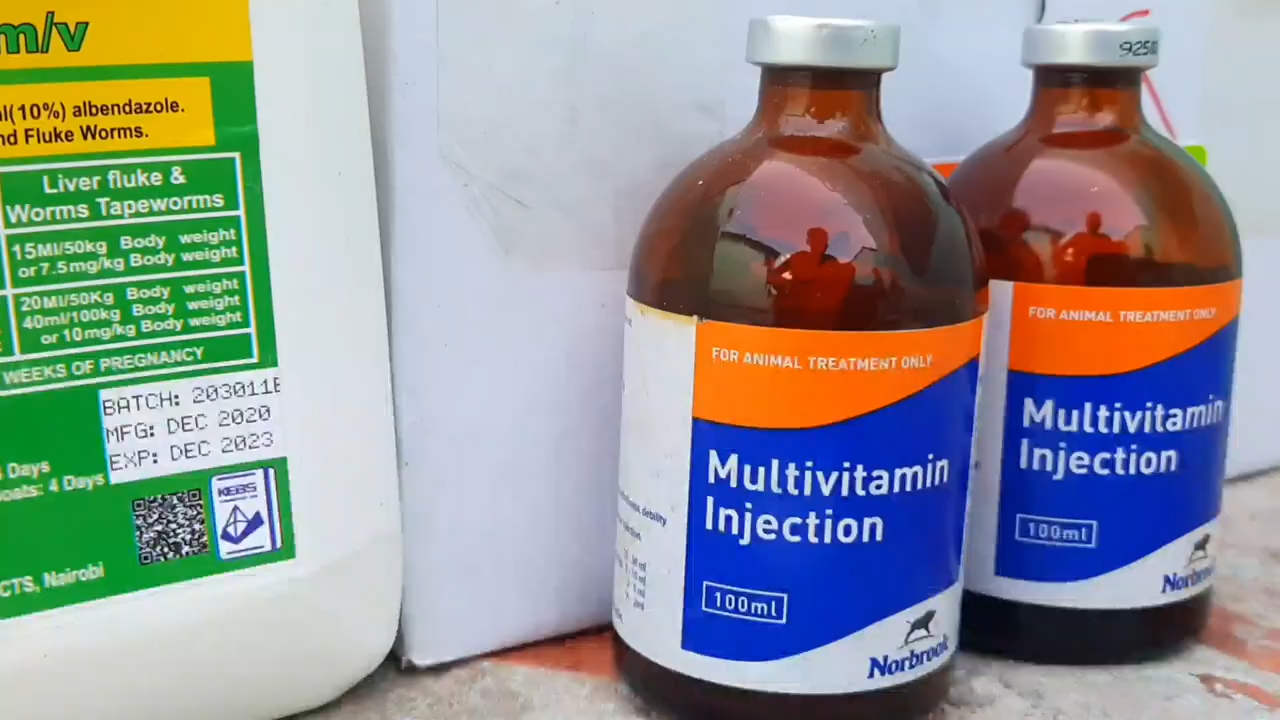 m/v
(10%) albendazole.
nd Fluke Worms.
Liver fluke &
Worms Tapeworms
15Ml/50kg Body weight
or 7.5mg/kg Body weight
20Ml/50Kg Body weight
40ml/100kg Body weight
or 10mg/kg Body weight
WEEKS OF PREGNANCY
BATCH: 203011E
MFG: DEC 2020
EXP: DEC 2023
Days
oats: 4 Days
KEBS
CTS, Nairobi
FOR ANIMAL TREATMENT ONLY
Multivitamin
Injection
100ml
Norbrook
debility
92500
FOR ANIMAL TREATMENT ONLY
Multivitamin
Injection
100ml
Norbrook